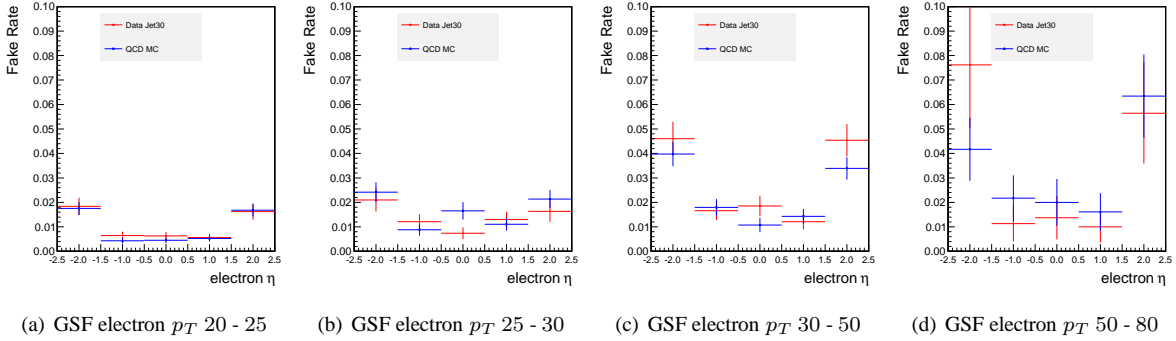 Fake Rate
0.10
0.09
0.08
0.07
0.06
0.05
0.04
0.03
0.02
0.01
0.00
Data Jet30
QCD MC
-2.5 -2.0 -1.5 -1.0 -0.5 0.0 0.5 1.0 1.5 2.0 2.5
electron η
(a) GSF electron pT 20 - 25
Fake Rate
0.10
0.09
0.08
0.07
0.06
0.05
0.04
0.03
0.02
0.01
0.00
Data Jet30
QCD MC
-2.5 -2.0 -1.5 -1.0 -0.5 0.0 0.5 1.0 1.5 2.0 2.5
electron η
(b) GSF electron pT 25 - 30
Fake Rate
0.10
0.09
0.08
0.07
0.06
0.05
0.04
0.03
0.02
0.01
0.00
Data Jet30
QCD MC
-2.5 -2.0 -1.5 -1.0 -0.5 0.0 0.5 1.0 1.5 2.0 2.5
electron η
(c) GSF electron pT 30 - 50
Fake Rate
0.10
0.09
0.08
0.07
0.06
0.05
0.04
0.03
0.02
0.01
0.00
Data Jet30
QCD MC
-2.5 -2.0 -1.5 -1.0 -0.5 0.0 0.5 1.0 1.5 2.0 2.5
electron η
(d) GSF electron pT 50 - 80